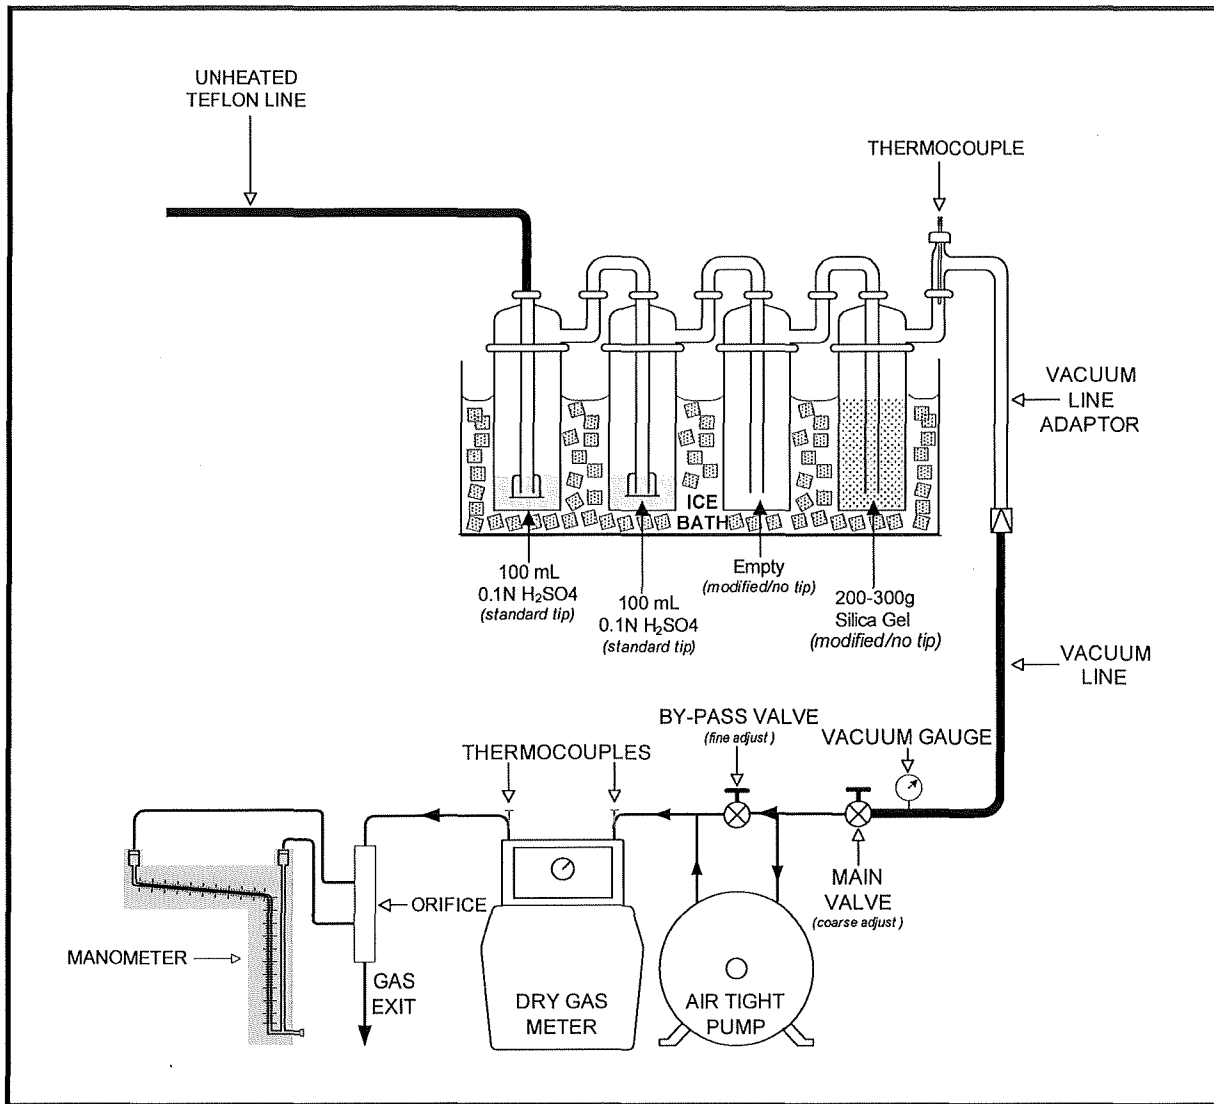 UNHEATED
TEFLON LINE
THERMOCOUPLE
VACUUM
LINE
ADAPTOR
ICE
BATH
100 mL
0.1N H₂SO4
(standard tip)
100 mL
0.1N H₂SO4
(standard tip)
Empty
(modified/no tip)
200-300g
Silica Gel
(modified/no tip)
VACUUM
LINE
BY-PASS VALVE
(fine adjust )
VACUUM GAUGE
THERMOCOUPLES
MAIN
VALVE
(coarse adjust )
ORIFICE
MANOMETER
GAS
EXIT
DRY GAS
METER
AIR TIGHT
PUMP